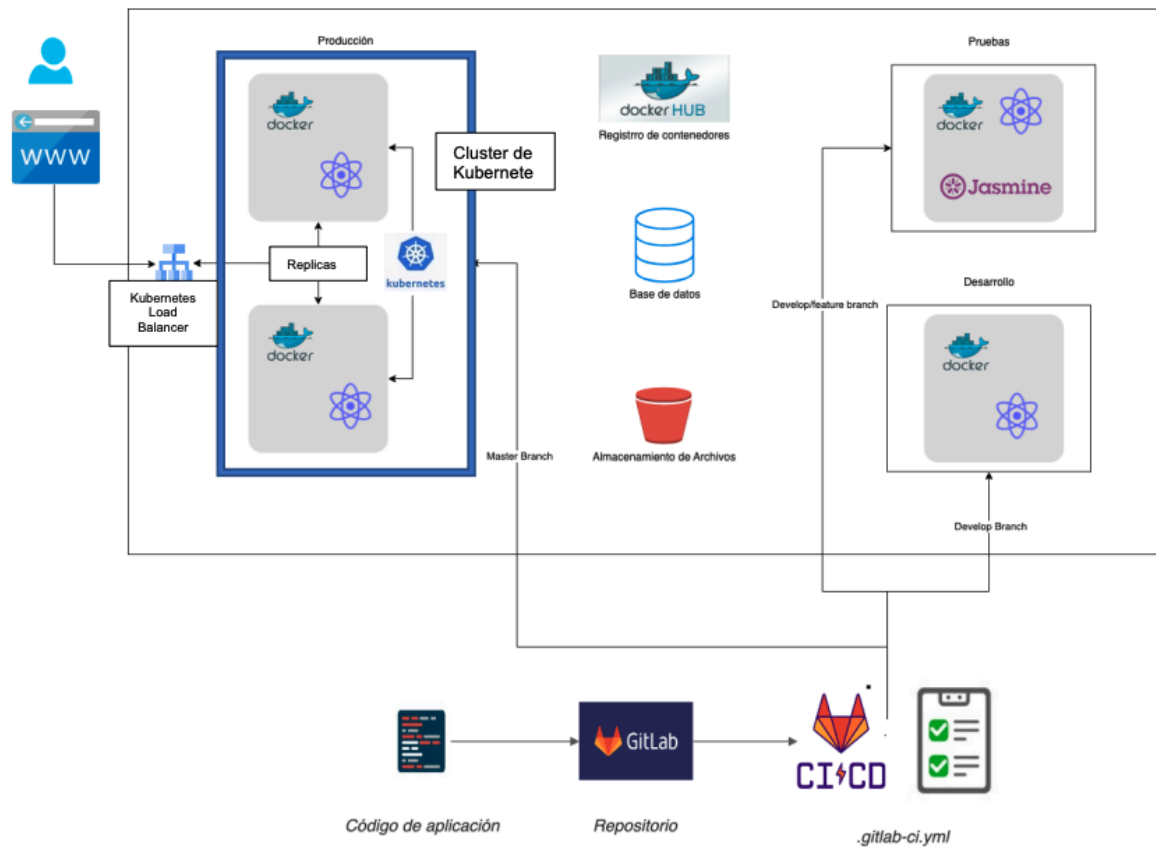 Producción
Pruebas
docker
docker HUB
docker
WWW
Registrro de contenedores
Cluster de
Kubernete
Jasmine
Replicas
kubernetes
Kubernetes
Load
Balancer
Base de datos
Desarrollo
Develop/feature branch
docker
docker
Almacenamiento de Archivos
Master Branch
Develop Branch
GitLab
CI CD
Código de aplicación
Repositorio
.gitlab-ci.yml